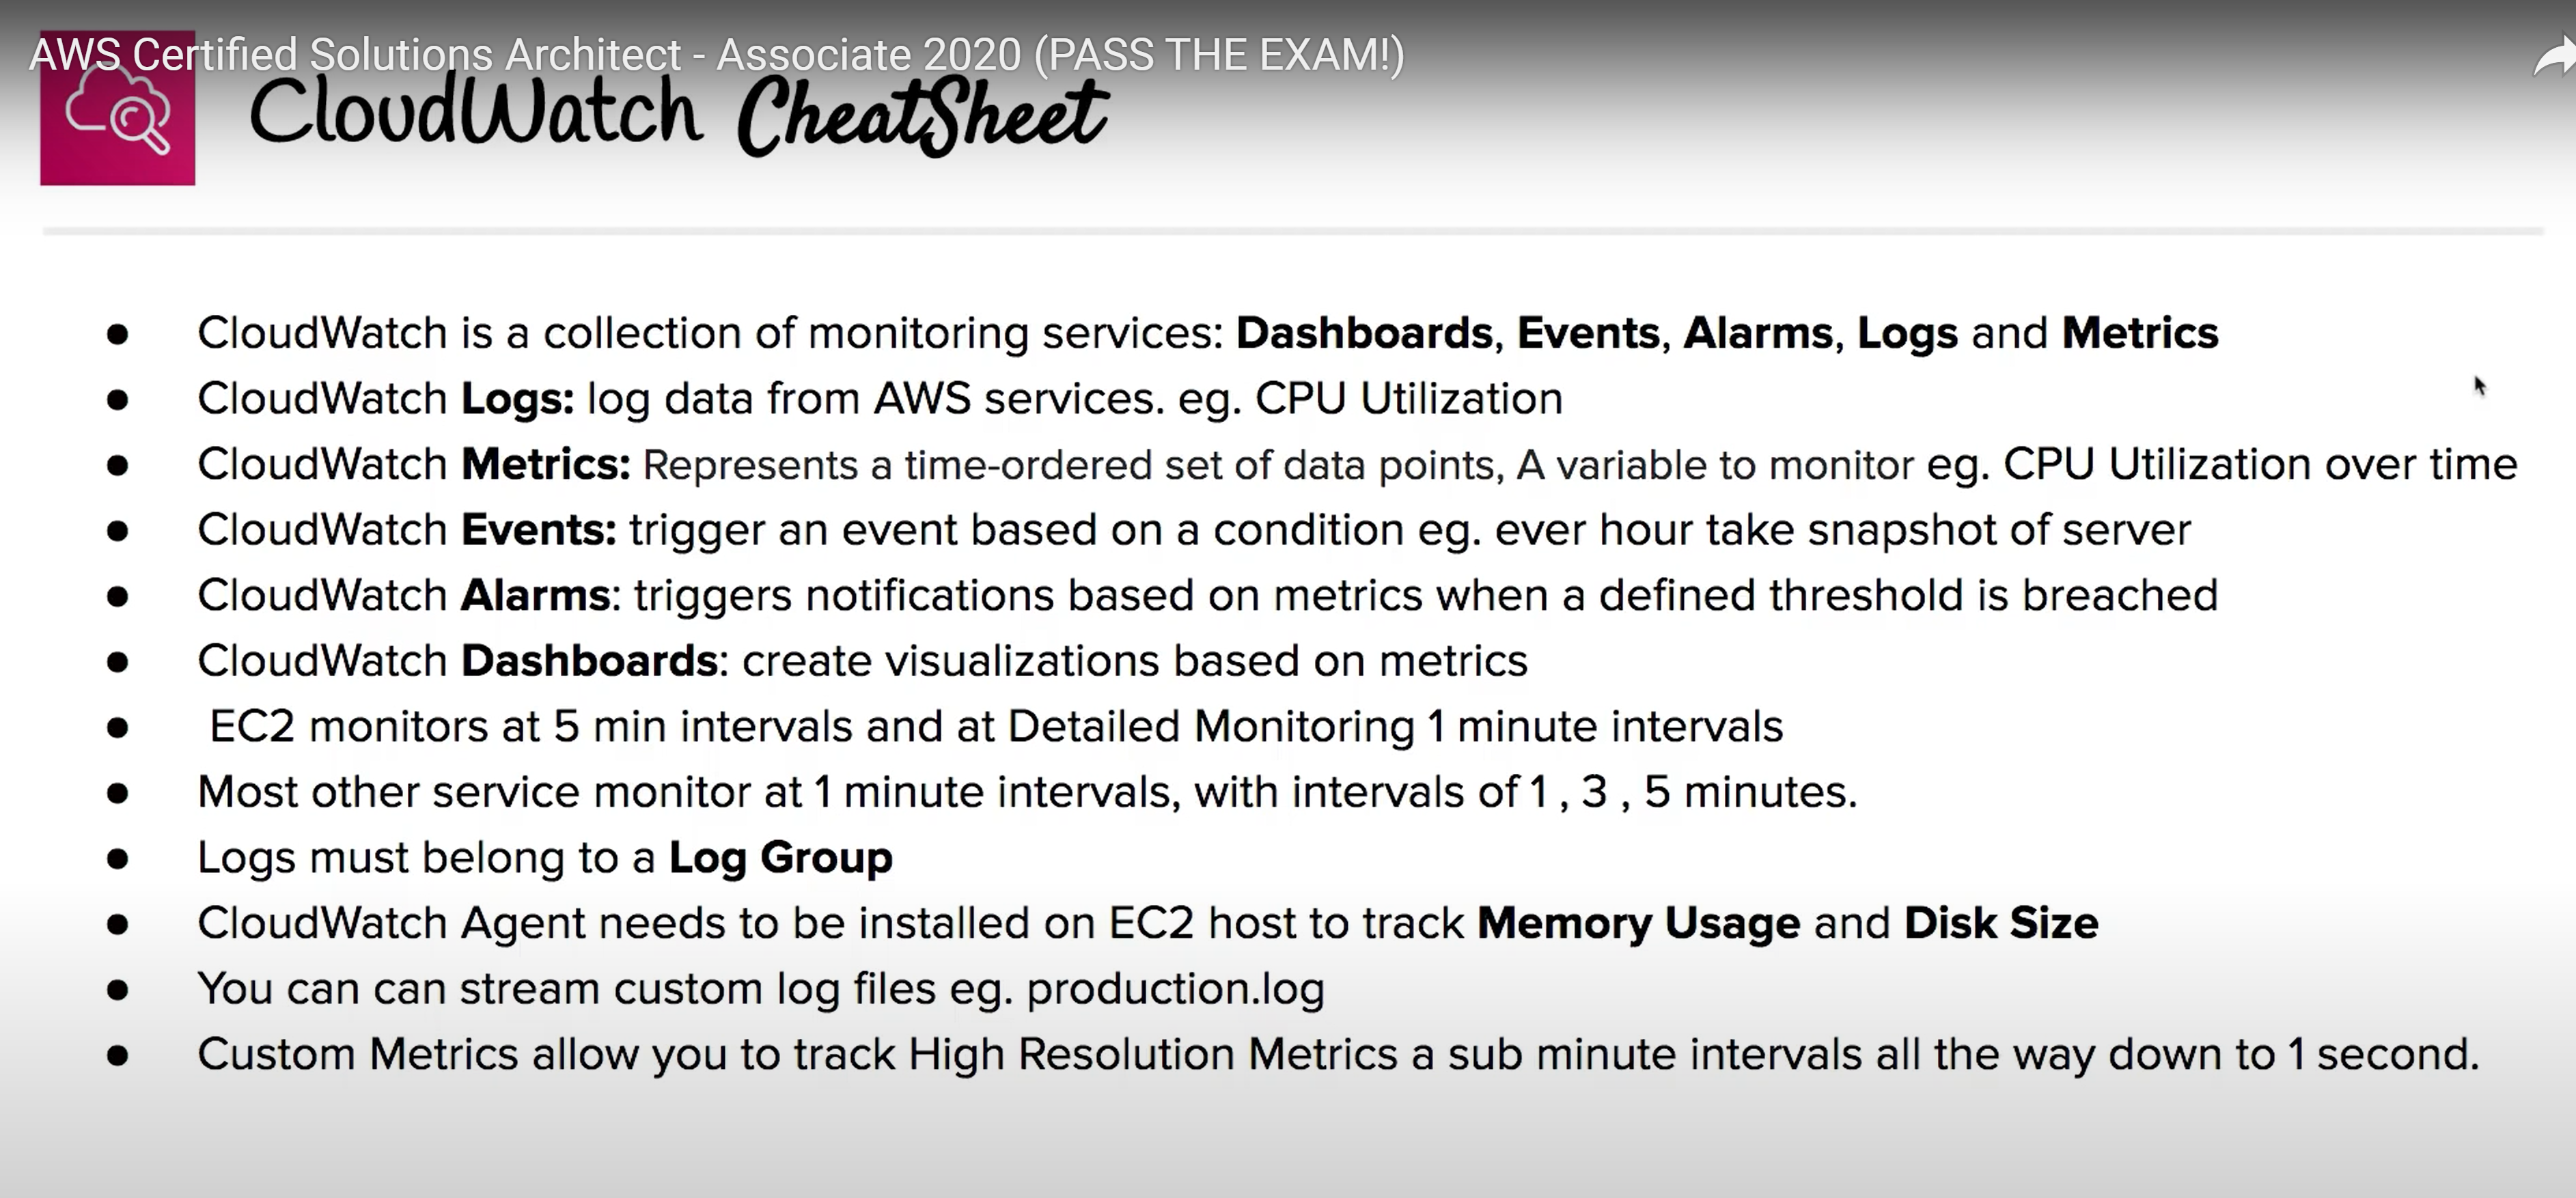 AWS Certified Solutions Architect - Associate 2020 (PASS THE EXAM!)
CloudWatch CheatSheet
● CloudWatch is a collection of monitoring services: Dashboards, Events, Alarms, Logs and Metrics
● CloudWatch Logs: log data from AWS services. eg. CPU Utilization
● CloudWatch Metrics: Represents a time-ordered set of data points, A variable to monitor eg. CPU Utilization over time
● CloudWatch Events: trigger an event based on a condition eg. ever hour take snapshot of server
● CloudWatch Alarms: triggers notifications based on metrics when a defined threshold is breached
● CloudWatch Dashboards: create visualizations based on metrics
● EC2 monitors at 5 min intervals and at Detailed Monitoring 1 minute intervals
● Most other service monitor at 1 minute intervals, with intervals of 1 , 3 , 5 minutes.
● Logs must belong to a Log Group
● CloudWatch Agent needs to be installed on EC2 host to track Memory Usage and Disk Size
● You can can stream custom log files eg. production.log
● Custom Metrics allow you to track High Resolution Metrics a sub minute intervals all the way down to 1 second.